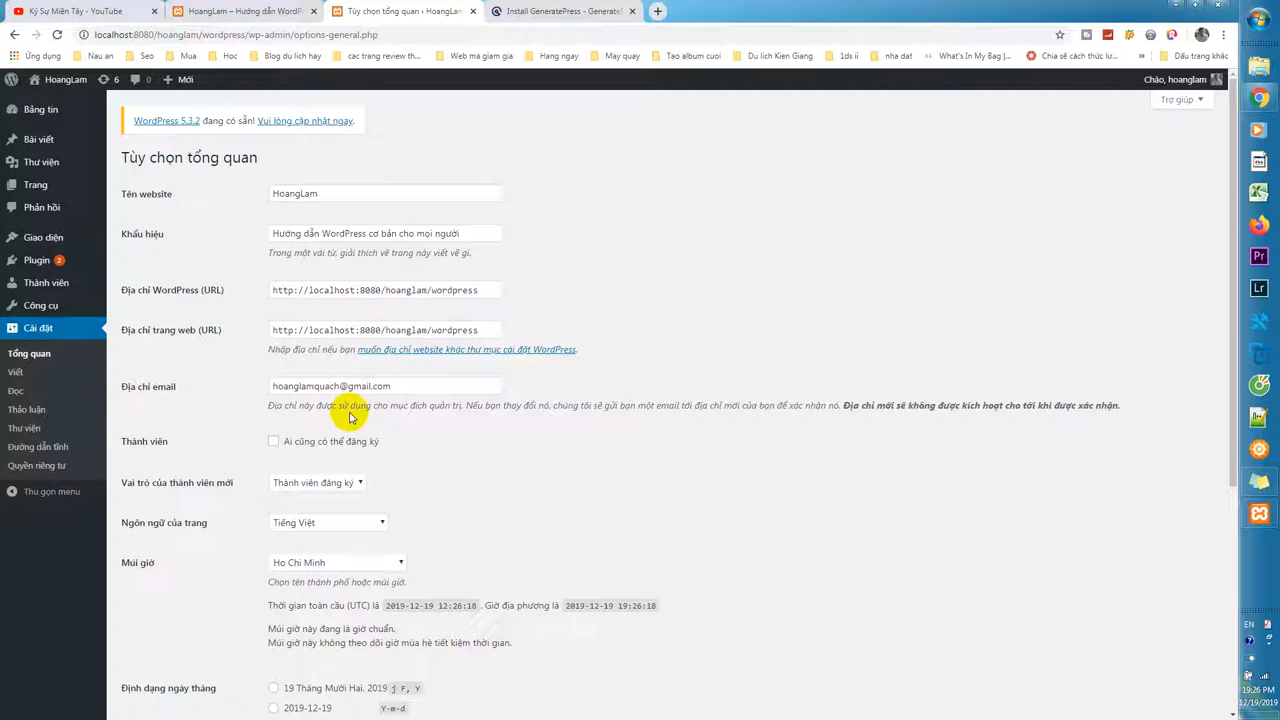 Ký Sự Miền Tây - YouTube
HoangLam – Hướng dẫn WordPr
Tùy chọn tổng quan ‹ HoangLam
Install GeneratePress - Generatel
localhost:8080/hoanglam/wordpress/wp-admin/options-general.php
Ứng dụng
Nau an
Seo
Mua
Hoc
Blog du lich hay
cac trang review th...
Web ma giam gia
Hang ngay
May quay
Tao album cuoi
Du lich Kien Giang
1ds ii
nha dat
What's In My Bag |...
Chia sẻ cách thức lư...
»
Dấu trang khác
HoangLam
6
0
Mới
Chào, hoanglam
Trợ giúp
Bảng tin
Bài viết
Thư viện
Trang
Phản hồi
Giao diện
Plugin 2
Thành viên
Công cụ
Cài đặt
Tổng quan
Viết
Đọc
Thảo luận
Thư viện
Đường dẫn tĩnh
Quyền riêng tư
Thu gọn menu
WordPress 5.3.2 đang có sẵn! Vui lòng cập nhật ngay.
Tùy chọn tổng quan
Tên website
HoangLam
Khẩu hiệu
Hướng dẫn WordPress cơ bản cho mọi người
Trong một vài từ, giải thích về trang này viết về gì.
Địa chỉ WordPress (URL)
http://localhost:8080/hoanglam/wordpress
Địa chỉ trang web (URL)
http://localhost:8080/hoanglam/wordpress
Nhập địa chỉ nếu bạn muốn địa chỉ website khác thư mục cài đặt WordPress.
Địa chỉ email
hoanglamquach@gmail.com
Địa chỉ này được sử dụng cho mục đích quản trị. Nếu bạn thay đổi nó, chúng tôi sẽ gửi bạn một email tới địa chỉ mới của bạn để xác nhận nó. Địa chỉ mới sẽ không được kích hoạt cho tới khi được xác nhận.
Thành viên
Ai cũng có thể đăng ký
Vai trò của thành viên mới
Thành viên đăng ký
Ngôn ngữ của trang
Tiếng Việt
Múi giờ
Ho Chi Minh
Chọn tên thành phố hoặc múi giờ.
Thời gian toàn cầu (UTC) là 2019-12-19 12:26:18. Giờ địa phương là 2019-12-19 19:26:18
Múi giờ này đang là giờ chuẩn.
Múi giờ này không theo dõi giờ mùa hè tiết kiệm thời gian.
Định dạng ngày tháng
19 Tháng Mười Hai, 2019 j F, Y
2019-12-19 Y-m-d
Pr
Lr
EN
19:26 PM
12/19/2019